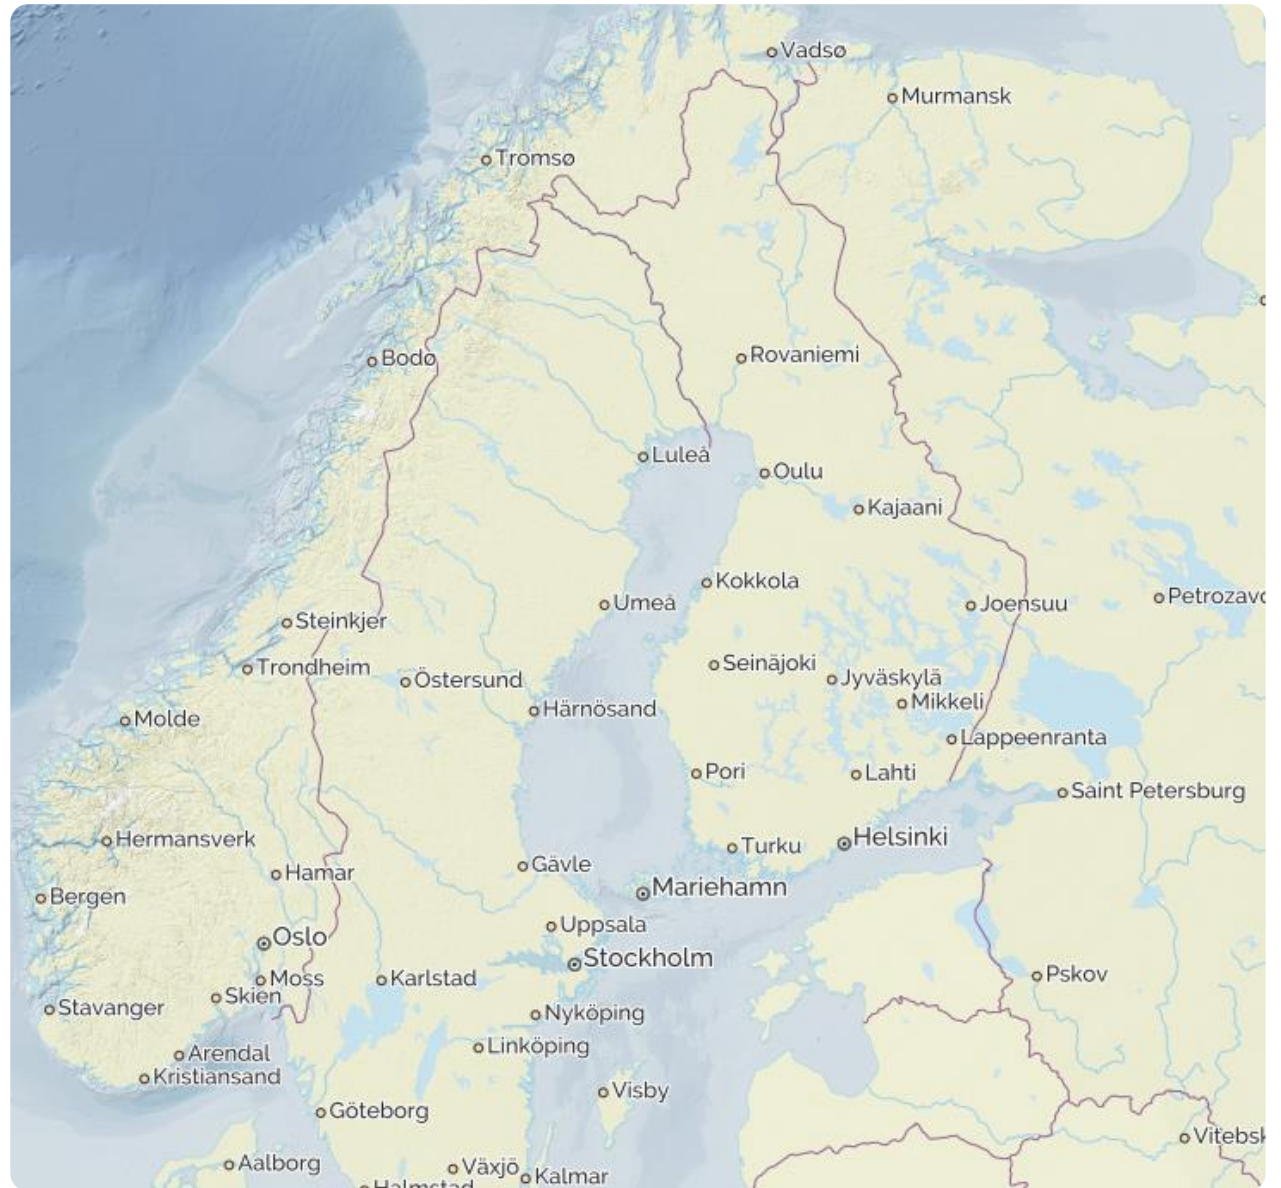 Vadsø
Murmansk
Tromsø
Bodø
Rovaniemi
Luleå
Oulu
Kajaani
Kokkola
Umeå
Joensuu
Petrozavo
Steinkjer
Trondheim
Seinäjoki
Östersund
Jyväskylä
Mikkeli
Härnösand
Molde
Lappeenranta
Pori
Lahti
Saint Petersburg
Hermansverk
Helsinki
Turku
Gävle
Hamar
Mariehamn
Bergen
Uppsala
Oslo
Stockholm
Pskov
Moss
Karlstad
Skien
Stavanger
Nyköping
Linköping
Arendal
Kristiansand
Visby
Göteborg
Vitebsk
Aalborg
Växjö
Kalmar
Halmstad